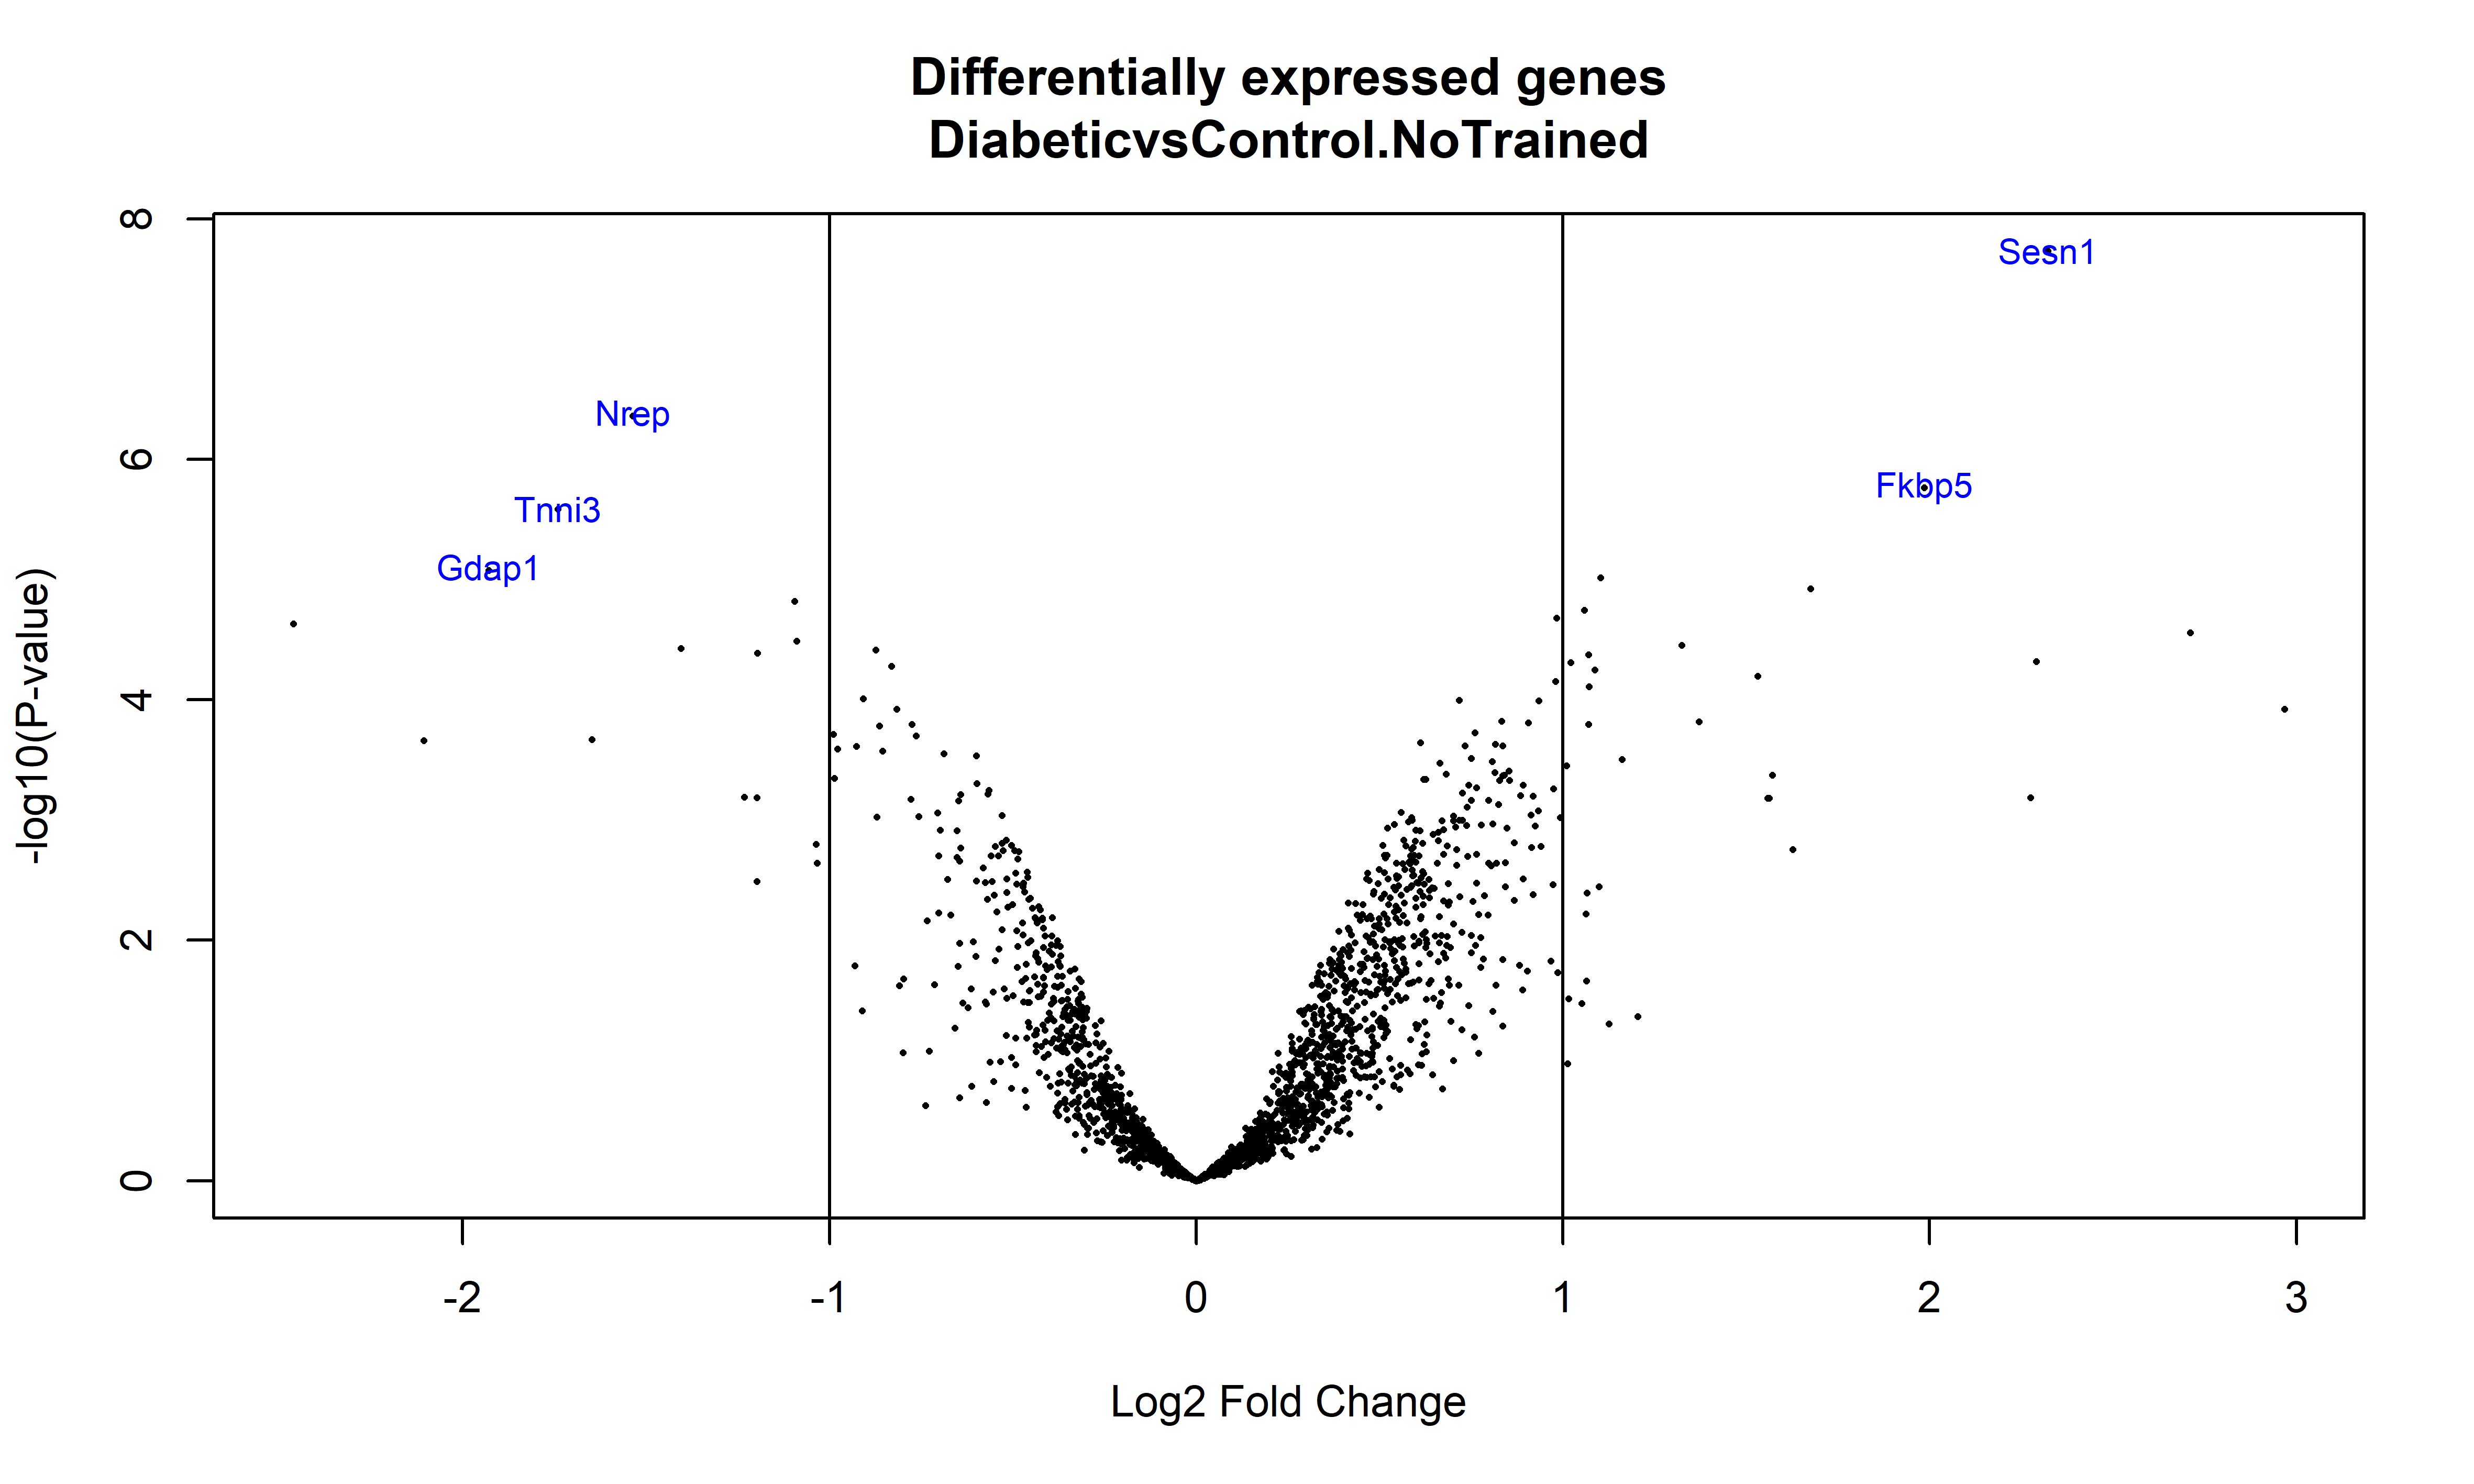 Differentially expressed genes
DiabeticvsControl.NoTrained
8
6
4
2
0
-log10(P-value)
Sesn1
Nrep
Fkbp5
Tnni3
Gdap1
-2
-1
0
1
2
3
Log2 Fold Change